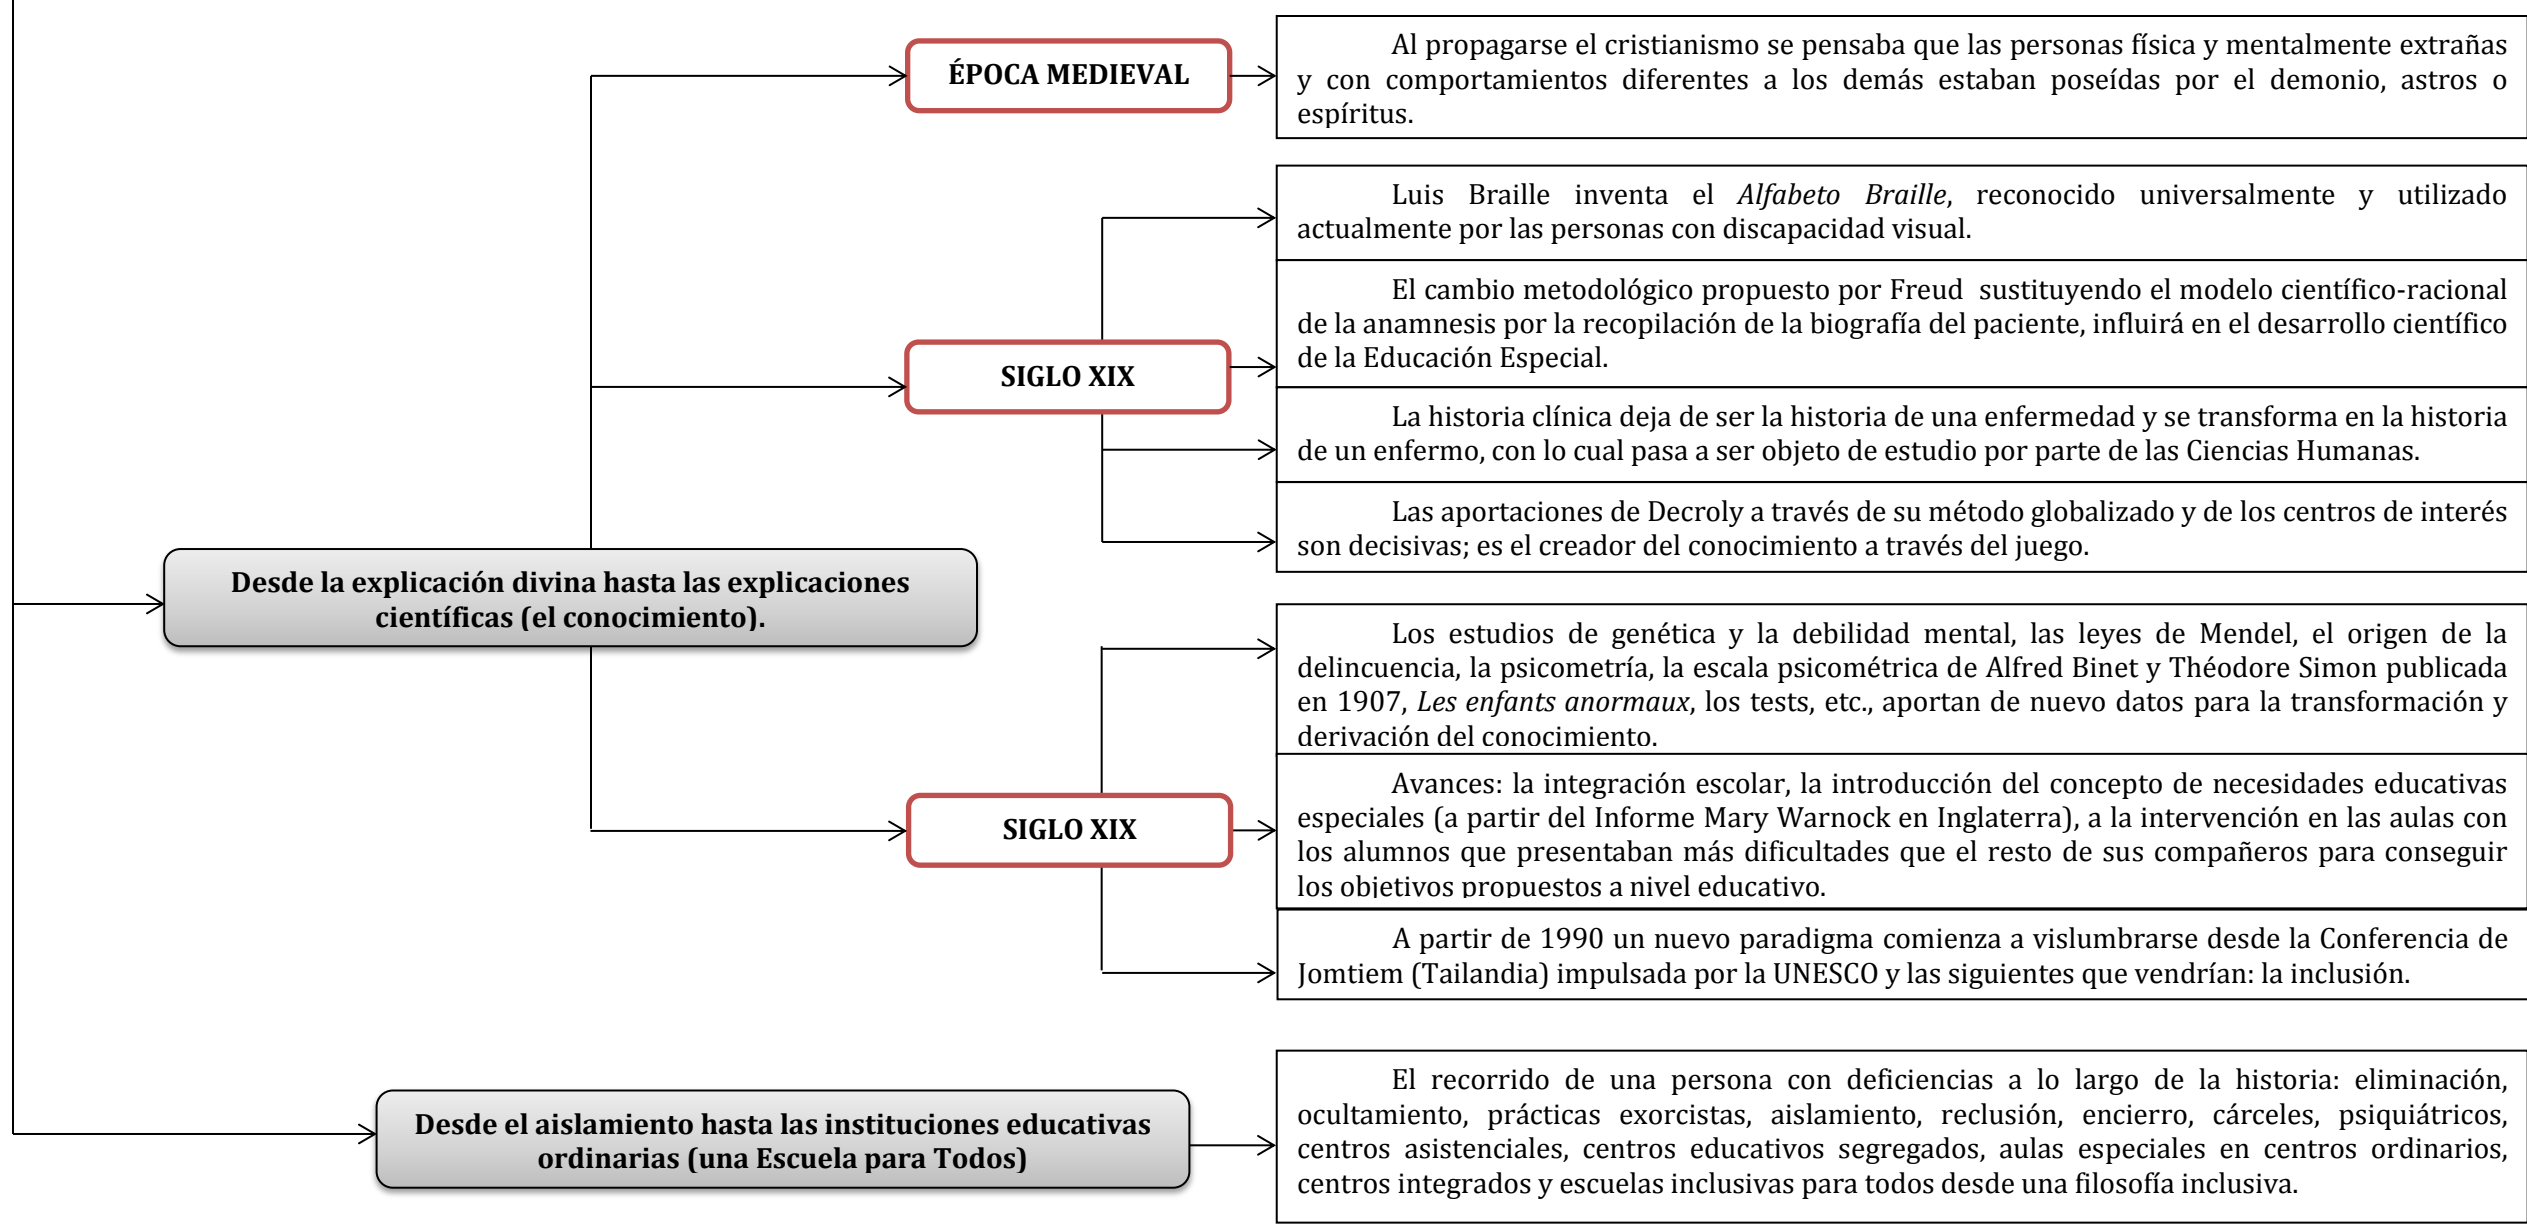 ÉPOCA MEDIEVAL
Al propagarse el cristianismo se pensaba que las personas física y mentalmente extrañas
y con comportamientos diferentes a los demás estaban poseídas por el demonio, astros o
espíritus.
Luis Braille inventa el Alfabeto Braille, reconocido universalmente y utilizado
actualmente por las personas con discapacidad visual.
El cambio metodológico propuesto por Freud sustituyendo el modelo científico-racional
de la anamnesis por la recopilación de la biografía del paciente, influirá en el desarrollo científico
de la Educación Especial.
SIGLO XIX
La historia clínica deja de ser la historia de una enfermedad y se transforma en la historia
de un enfermo, con lo cual pasa a ser objeto de estudio por parte de las Ciencias Humanas.
Las aportaciones de Decroly a través de su método globalizado y de los centros de interés
son decisivas; es el creador del conocimiento a través del juego.
Desde la explicación divina hasta las explicaciones
científicas (el conocimiento).
Los estudios de genética y la debilidad mental, las leyes de Mendel, el origen de la
delincuencia, la psicometría, la escala psicométrica de Alfred Binet y Théodore Simon publicada
en 1907, Les enfants anormaux, los tests, etc., aportan de nuevo datos para la transformación y
derivación del conocimiento.
SIGLO XIX
Avances: la integración escolar, la introducción del concepto de necesidades educativas
especiales (a partir del Informe Mary Warnock en Inglaterra), a la intervención en las aulas con
los alumnos que presentaban más dificultades que el resto de sus compañeros para conseguir
los objetivos propuestos a nivel educativo.
A partir de 1990 un nuevo paradigma comienza a vislumbrarse desde la Conferencia de
Jomtiem (Tailandia) impulsada por la UNESCO y las siguientes que vendrían: la inclusión.
Desde el aislamiento hasta las instituciones educativas
ordinarias (una Escuela para Todos)
El recorrido de una persona con deficiencias a lo largo de la historia: eliminación,
ocultamiento, prácticas exorcistas, aislamiento, reclusión, encierro, cárceles, psiquiátricos,
centros asistenciales, centros educativos segregados, aulas especiales en centros ordinarios,
centros integrados y escuelas inclusivas para todos desde una filosofía inclusiva.